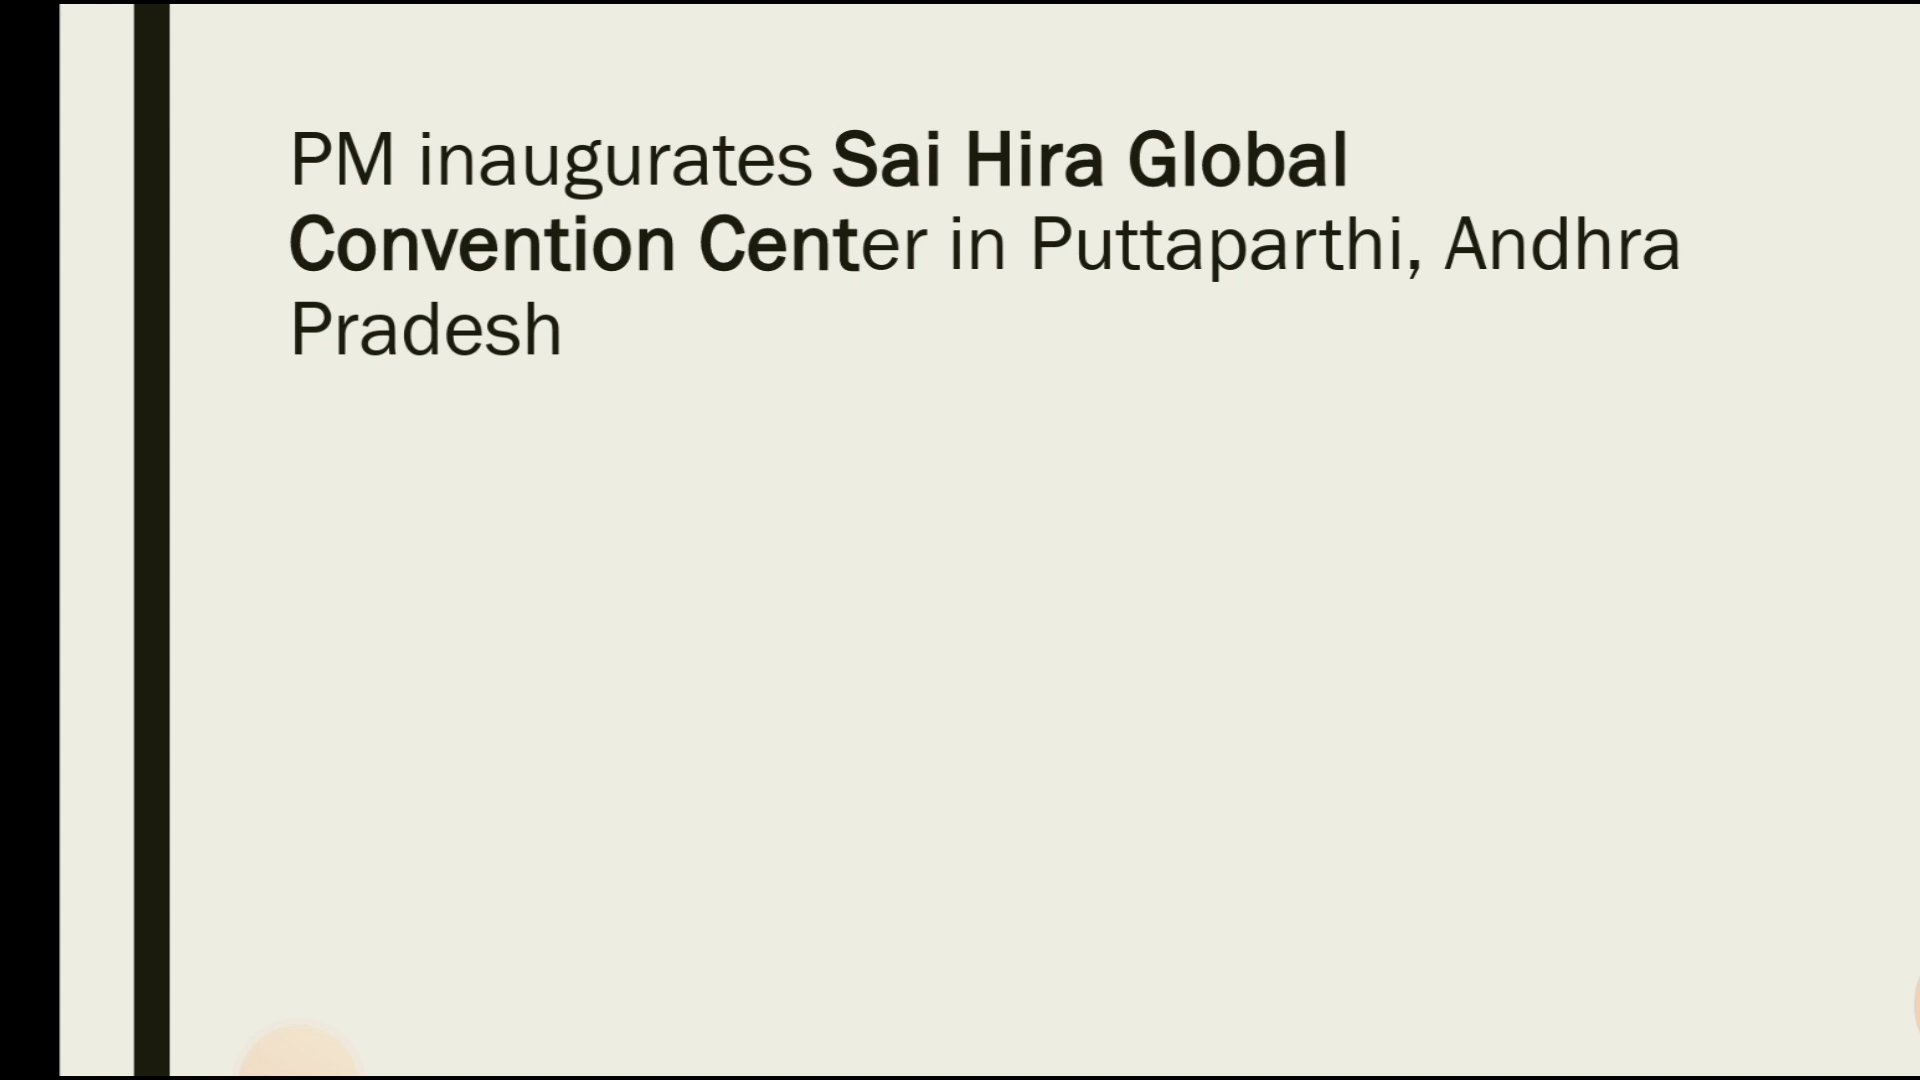 PM inaugurates Sai Hira Global
Convention Center in Puttaparthi, Andhra
Pradesh